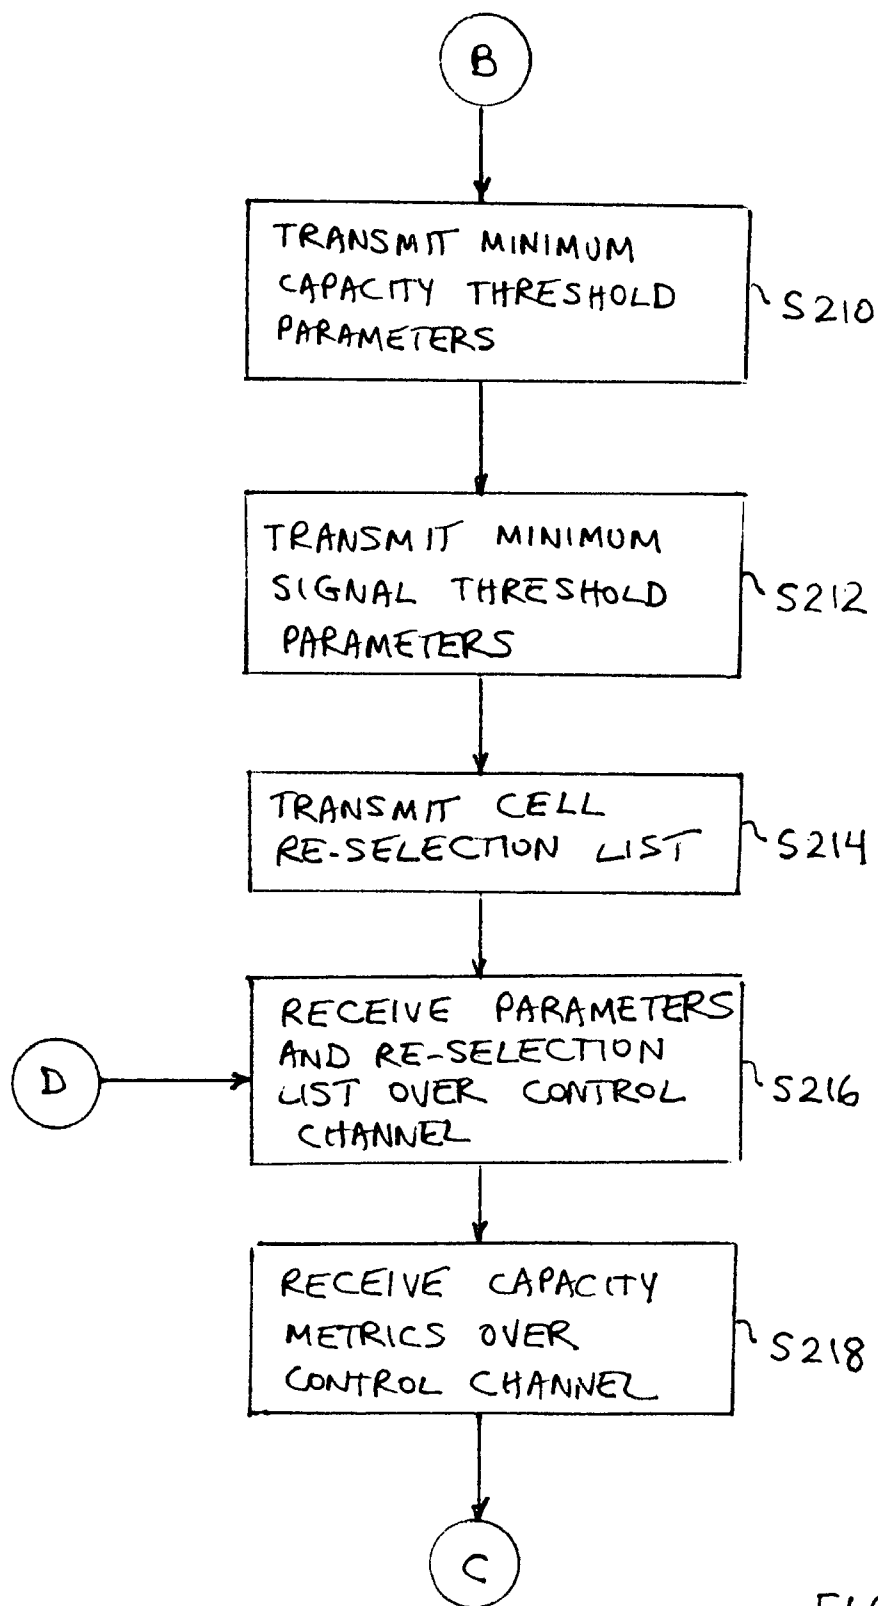 B
TRANSMIT MINIMUM
CAPACITY THRESHOLD
PARAMETERS
S210
TRANSMIT MINIMUM
SIGNAL THRESHOLD
PARAMETERS
S212
TRANSMIT CELL
RE-SELECTION LIST
S214
RECEIVE PARAMETERS
AND RE-SELECTION
LIST OVER CONTROL
CHANNEL
D
S216
RECEIVE CAPACITY
METRICS OVER
CONTROL CHANNEL
S218
C